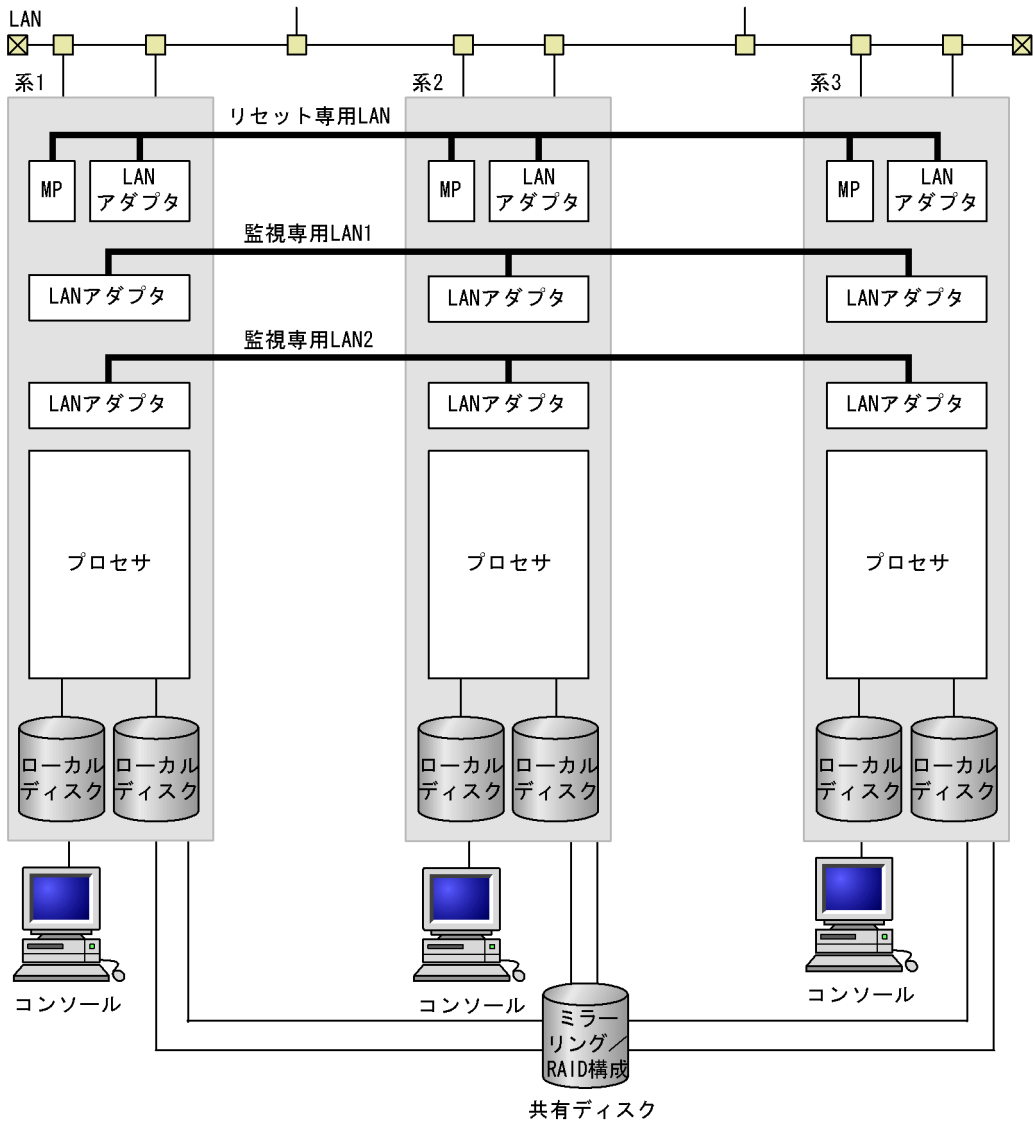 LAN
系1
系2
系3
リセット専用LAN
MP
LAN
アダプタ
MP
LAN
アダプタ
MP
LAN
アダプタ
監視専用LAN1
LANアダプタ
LANアダプタ
LANアダプタ
監視専用LAN2
LANアダプタ
LANアダプタ
LANアダプタ
プロセサ
プロセサ
プロセサ
ローカル
ディスク
ローカル
ディスク
ローカル
ディスク
ローカル
ディスク
ローカル
ディスク
ローカル
ディスク
コンソール
コンソール
コンソール
ミラー
リング／
RAID構成
共有ディスク